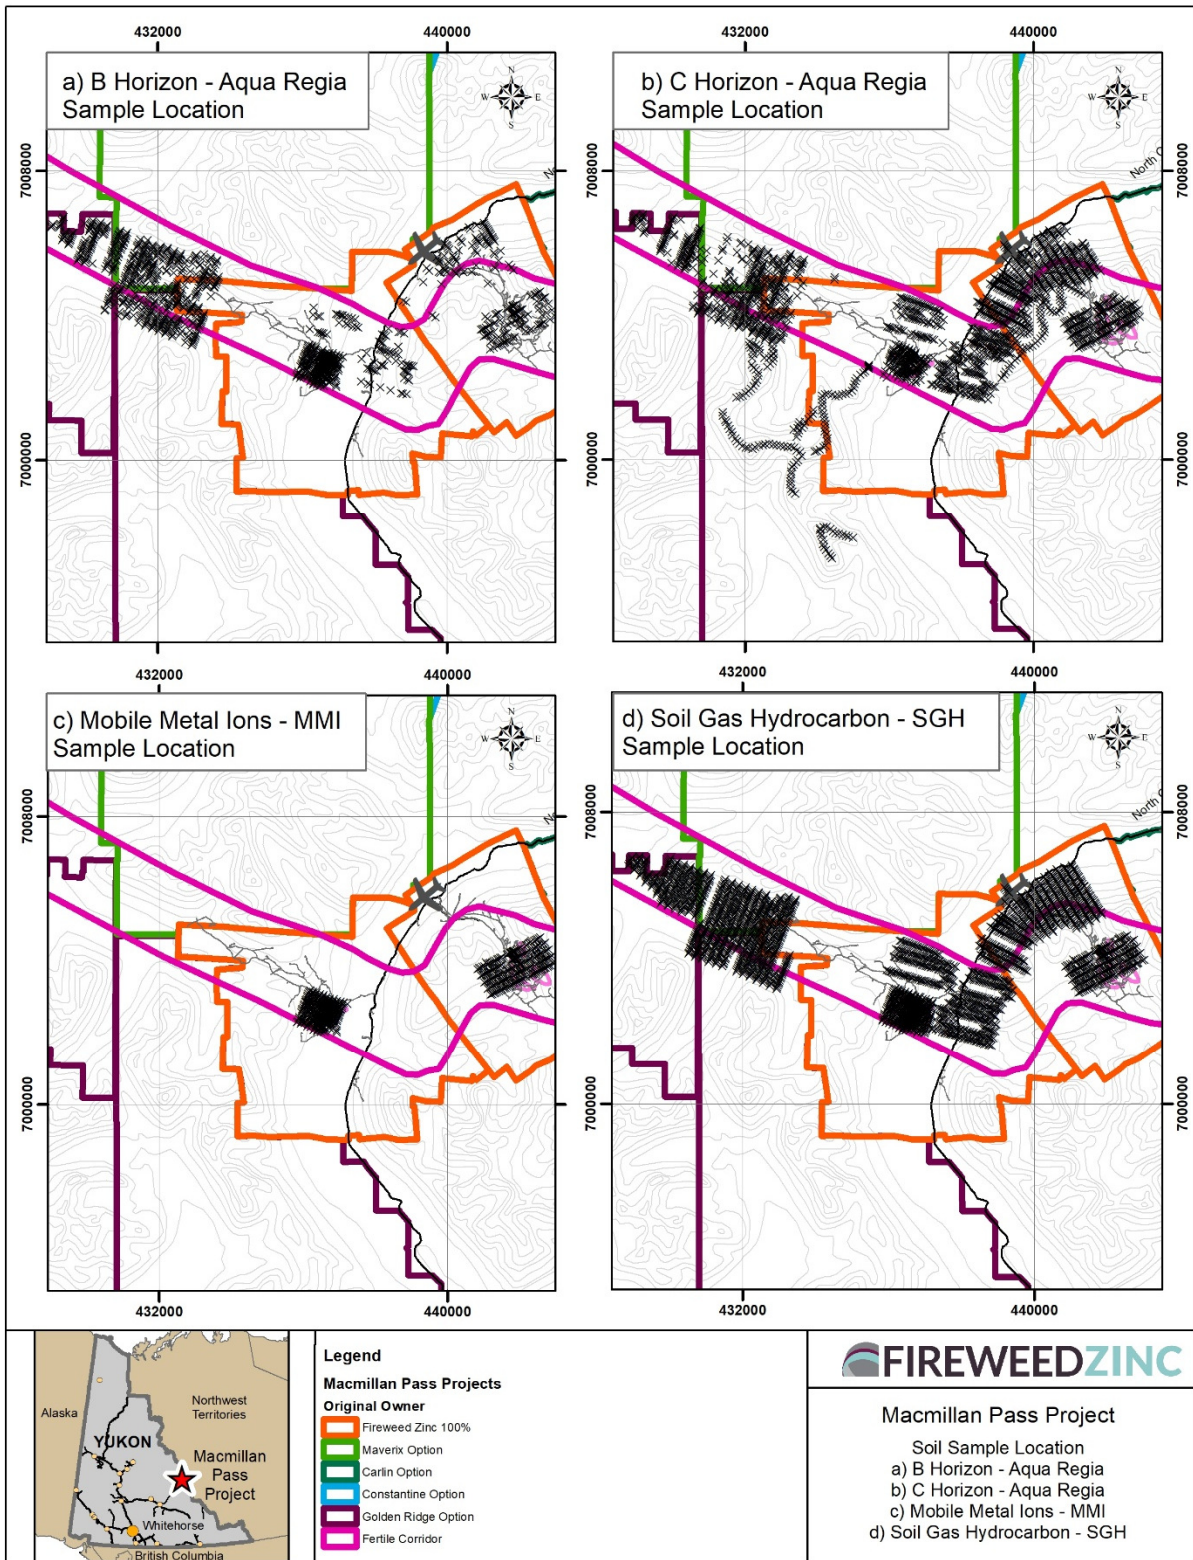 432000
440000
432000
440000
a) B Horizon - Aqua Regia
Sample Location
N
W
E
S
7008000
7000000
b) C Horizon - Aqua Regia
Sample Location
N
W
E
S
North C
7008000
7000000
432000
440000
432000
440000
c) Mobile Metal Ions - MMI
Sample Location
N
W
E
S
7008000
7000000
d) Soil Gas Hydrocarbon - SGH
Sample Location
N
W
E
S
North C
7008000
7000000
432000
440000
432000
440000
Alaska
Northwest
Territories
YUKON
Macmillan
Pass
Project
Whitehorse
British Columbia
Legend
Macmillan Pass Projects
Original Owner
Fireweed Zinc 100%
Maverix Option
Carlin Option
Constantine Option
Golden Ridge Option
Fertile Corridor
FIREWEEDZINC
Macmillan Pass Project
Soil Sample Location
a) B Horizon - Aqua Regia
b) C Horizon - Aqua Regia
c) Mobile Metal Ions - MMI
d) Soil Gas Hydrocarbon - SGH